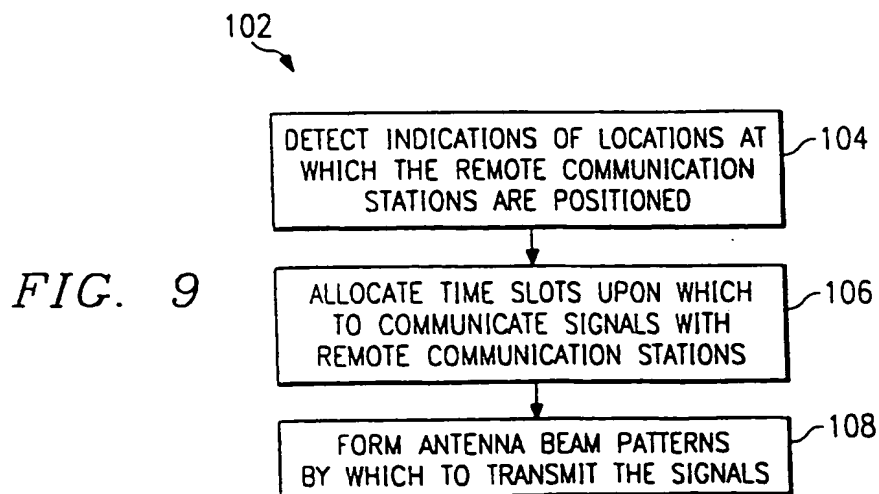 102
DETECT INDICATIONS OF LOCATIONS AT
WHICH THE REMOTE COMMUNICATION
STATIONS ARE POSITIONED
104
FIG. 9
ALLOCATE TIME SLOTS UPON WHICH
TO COMMUNICATE SIGNALS WITH
REMOTE COMMUNICATION STATIONS
106
FORM ANTENNA BEAM PATTERNS
BY WHICH TO TRANSMIT THE SIGNALS
108